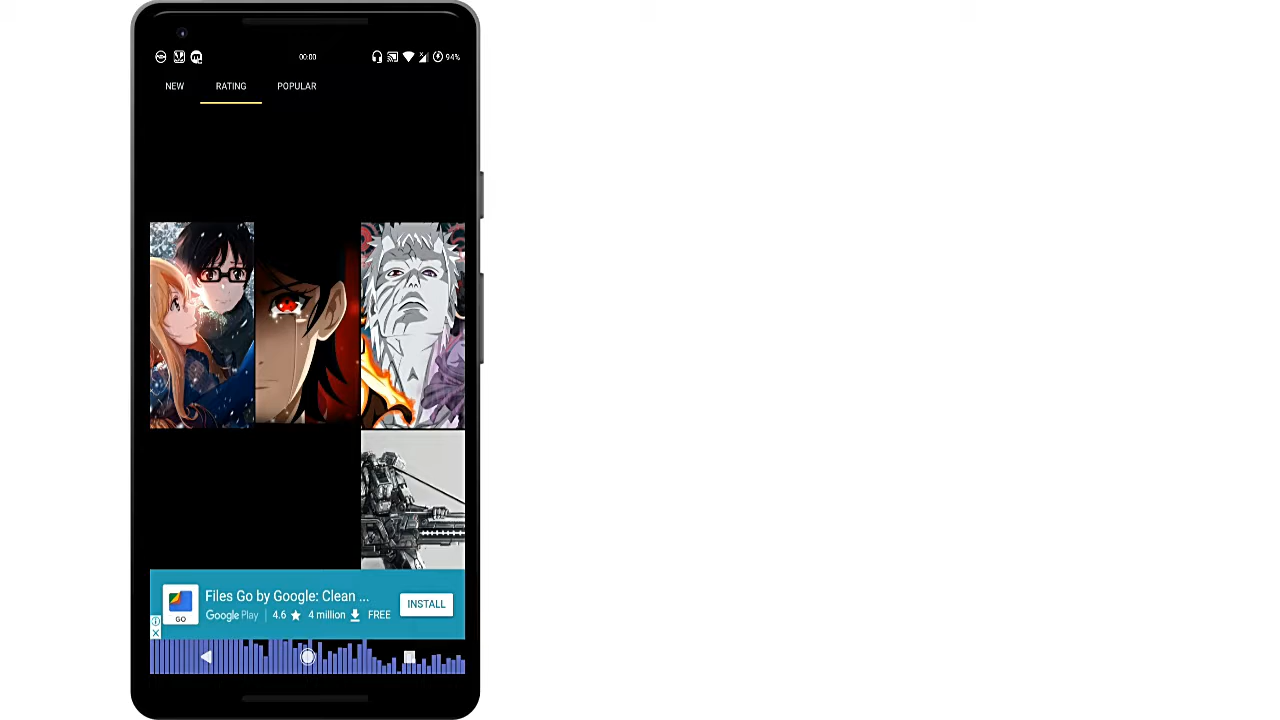 00:00
94%
NEW RATING POPULAR
Files Go by Google: Clean ...
Google Play 4.6 4 million FREE
INSTALL
GO